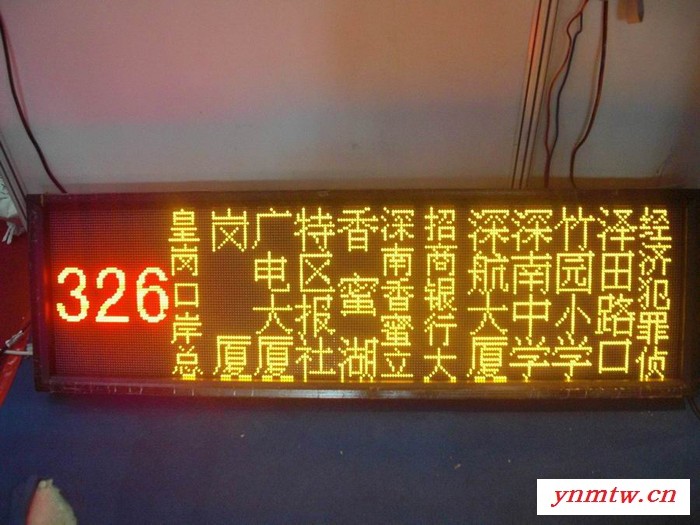 326
皇岗口岸总
岗厦
广电大厦
特区报社
香蜜湖
深南香蜜立
招商银行大
深航大厦
深南中学
竹园小学
泽田路口
经济犯罪侦
ynmtw.cn